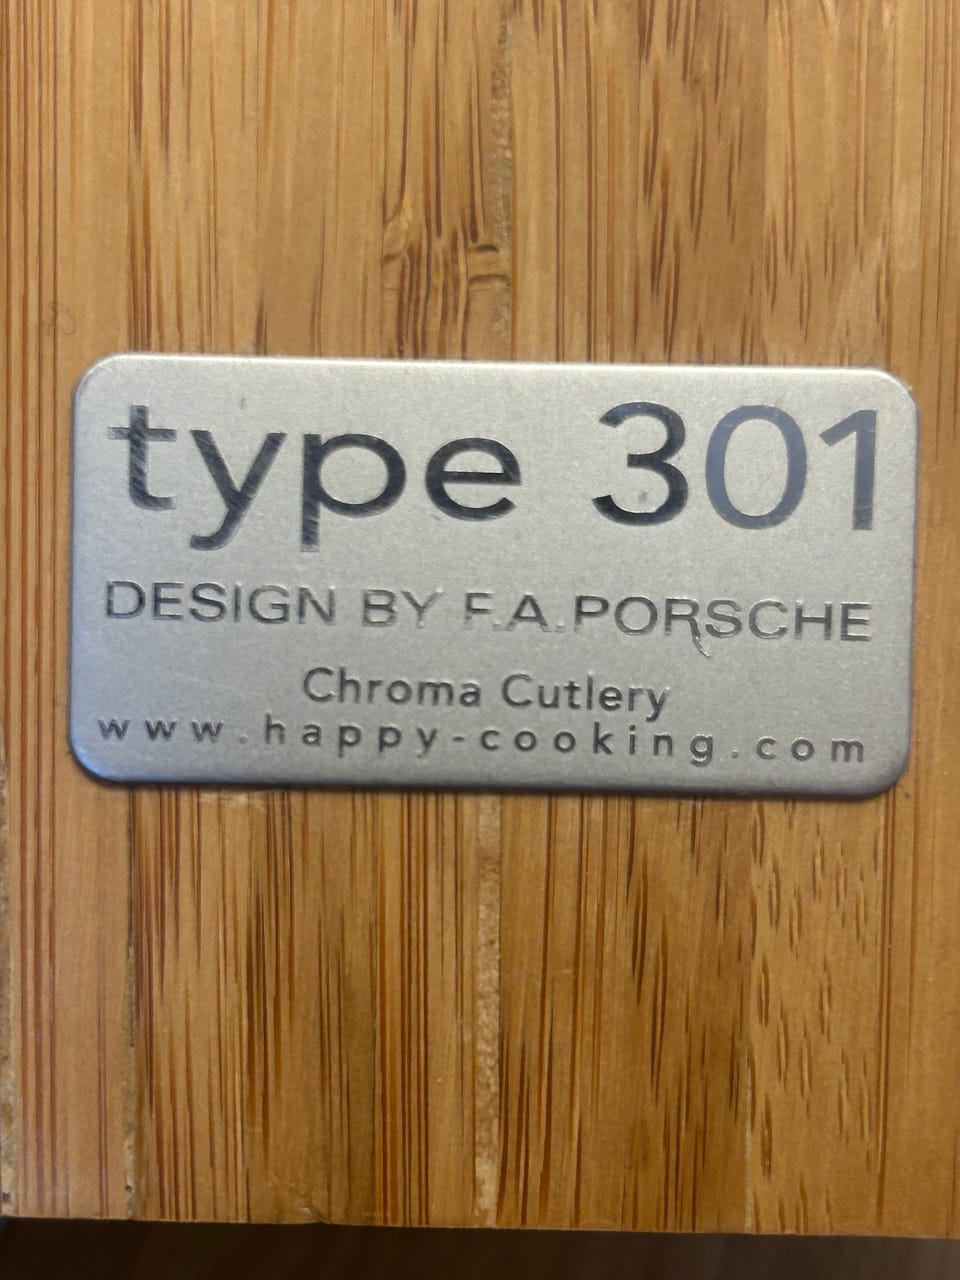 type 301
DESIGN BY F.A.PORSCHE
Chroma Cutlery
www.happy-cooking.com